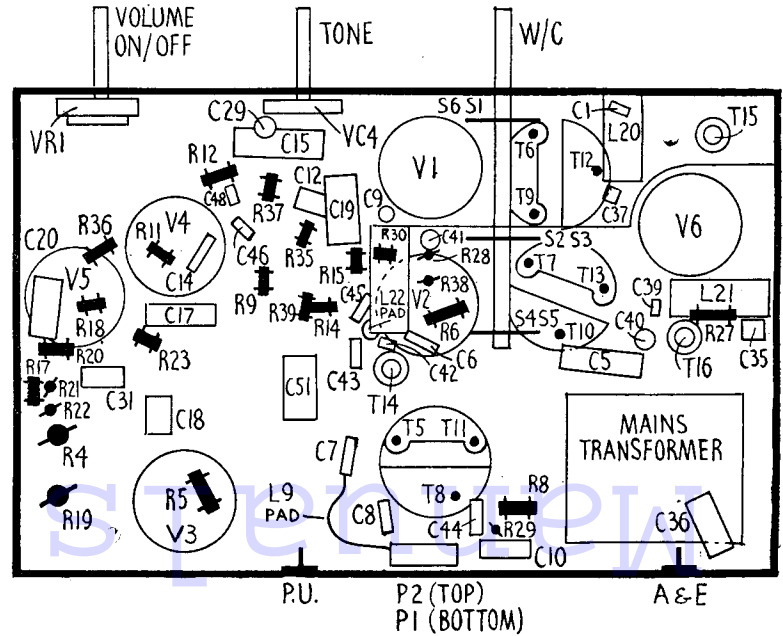 VOLUME
ON/OFF
TONE
W/C
VR1
C29
C15
VC4
S6 S1
C1
L20
T15
R12
C48
R37
C12
C19
C9
V1
T6
T9
T12
C37
V6
R36
R11
V4
C14
C46
R35
R15
R30
C41
R28
S2 S3
T7
T13
C20
V5
R18
C17
R9
R39
R14
C45
L22
PAD
V2
R38
R6
S4 S5
T10
C39
C40
L21
R27
C35
R17
R20
R23
R21
R22
C31
C18
C51
C43
T14
C42
C6
C5
T16
R4
R19
R5
V3
C7
L9
PAD
C8
T5
T11
T8
C44
R8
R29
C10
MAINS
TRANSFORMER
C36
Manuals
P.U.
P2 (TOP)
P1 (BOTTOM)
A & E